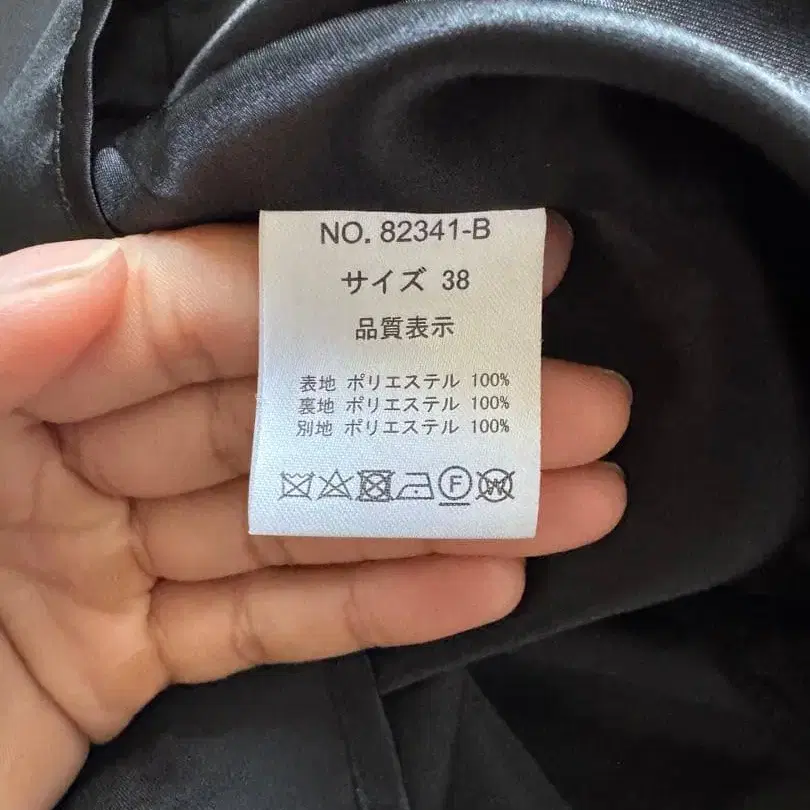 NO. 82341-B
サイズ 38
品質表示
表地 ポリエステル 100%
裏地 ポリエステル 100%
別地 ポリエステル 100%
F W